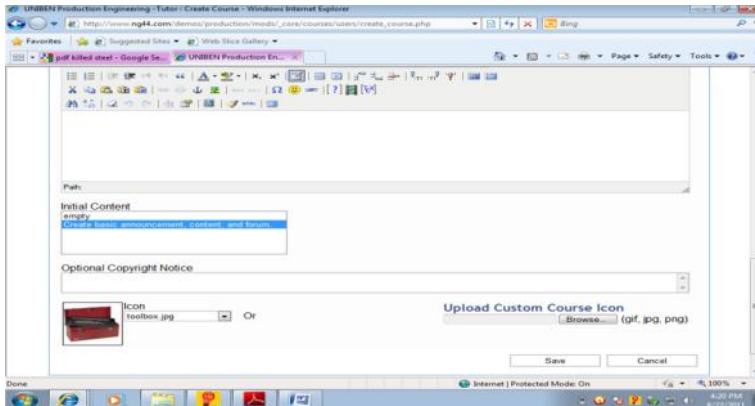 UNIBEN Production Engineering - Tutor : Create Course - Windows Internet Explorer
http://www.ng44.com/demos/production/mods/_core/courses/users/create_course.php
Bing
Favorites Suggested Sites Web Slice Gallery
pdf killed steel - Google Se... UNIBEN Production En... Page Safety Tools
Path:
Initial Content
empty
Create basic announcement, content, and forum
Optional Copyright Notice
Icon
toolbox.jpg Or
Upload Custom Course Icon
Browse... (gif, jpg, png)
Save Cancel
Done Internet | Protected Mode: On 100%
4:20 PM